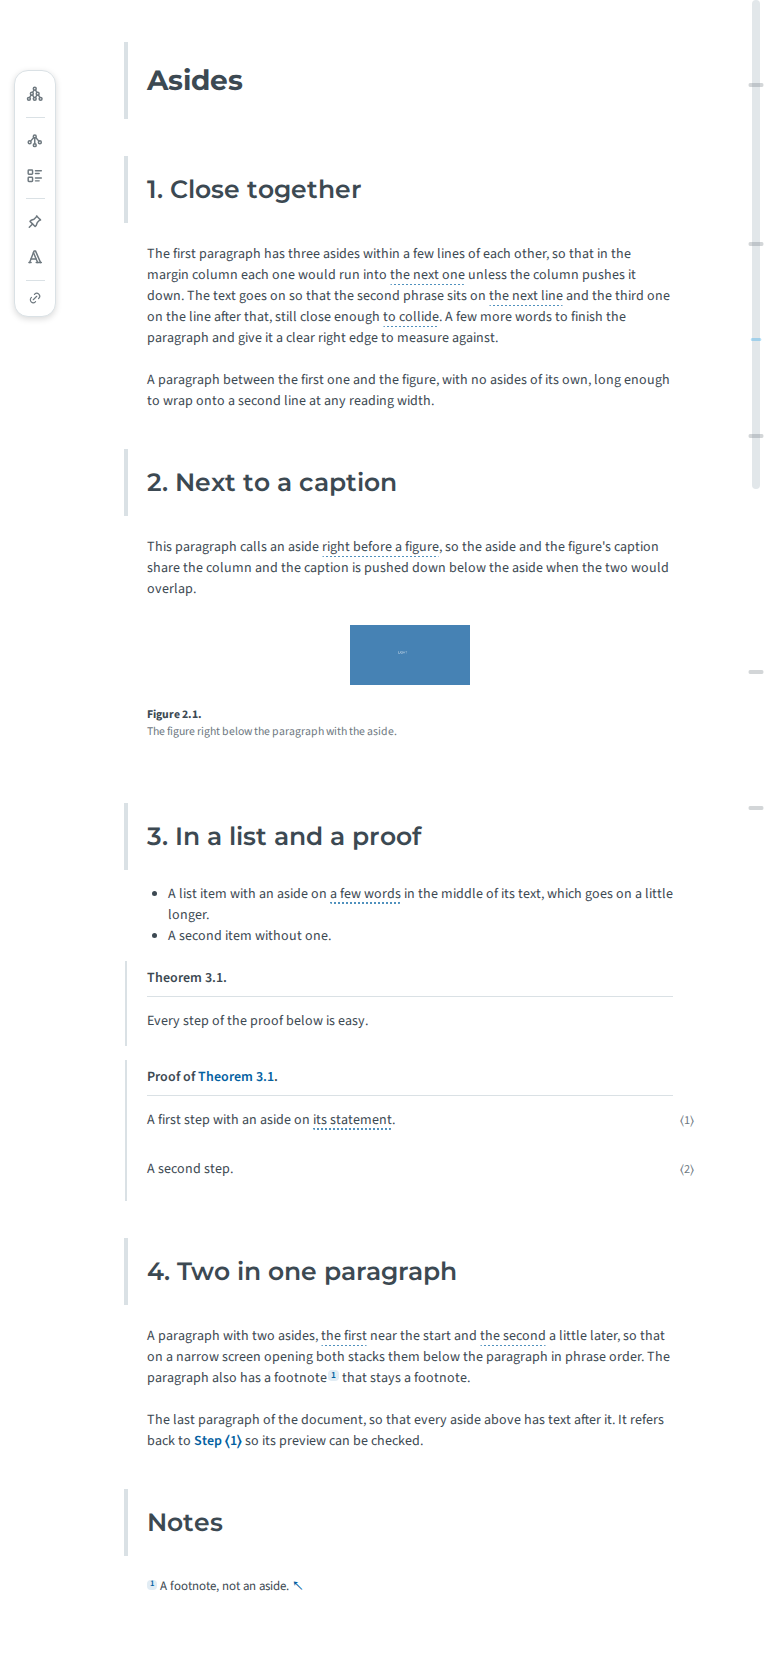 Asides
1. Close together
The first paragraph has three asides within a few lines of each other, so that in the
margin column each one would run into the next one unless the column pushes it
down. The text goes on so that the second phrase sits on the next line and the third one
on the line after that, still close enough to collide. A few more words to finish the
paragraph and give it a clear right edge to measure against.
A paragraph between the first one and the figure, with no asides of its own, long enough
to wrap onto a second line at any reading width.
2. Next to a caption
This paragraph calls an aside right before a figure, so the aside and the figure's caption
share the column and the caption is pushed down below the aside when the two would
overlap.
Figure 2.1.
The figure right below the paragraph with the aside.
3. In a list and a proof
• A list item with an aside on a few words in the middle of its text, which goes on a little
longer.
• A second item without one.
Theorem 3.1.
Every step of the proof below is easy.
Proof of Theorem 3.1.
A first step with an aside on its statement. ⟨1⟩
A second step. ⟨2⟩
4. Two in one paragraph
A paragraph with two asides, the first near the start and the second a little later, so that
on a narrow screen opening both stacks them below the paragraph in phrase order. The
paragraph also has a footnote 1 that stays a footnote.
The last paragraph of the document, so that every aside above has text after it. It refers
back to Step ⟨1⟩ so its preview can be checked.
Notes
1 A footnote, not an aside. ↖